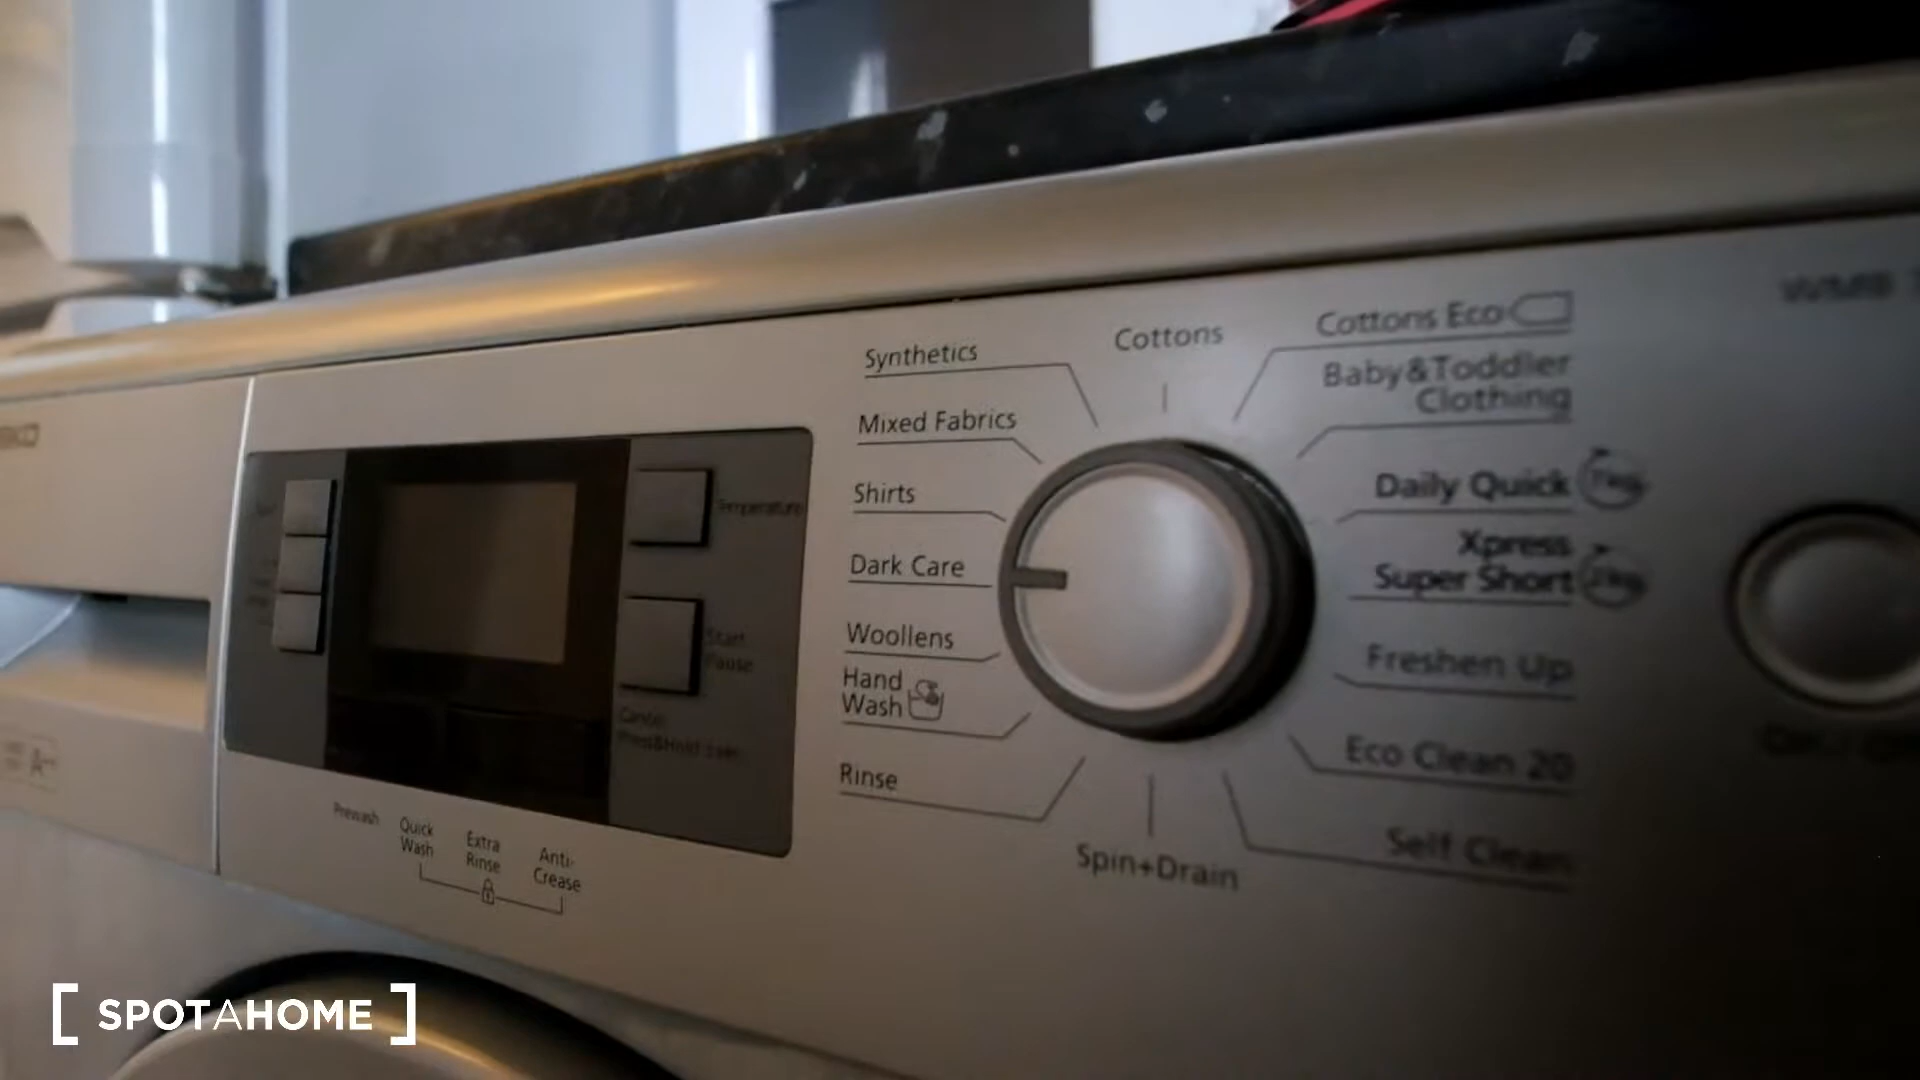 Cottons
Cottons Eco
Synthetics
Baby&Toddler
Clothing
Mixed Fabrics
Daily Quick
Shirts
Xpress
Super Short
Dark Care
Woollens
Freshen Up
Hand
Wash
Eco Clean 20
Rinse
Self Clean
Spin+Drain
Temperature
Start
Pause
Cancel
Prewash
Quick
Wash
Extra
Rinse
Anti-
Crease
[ SPOTAHOME ]